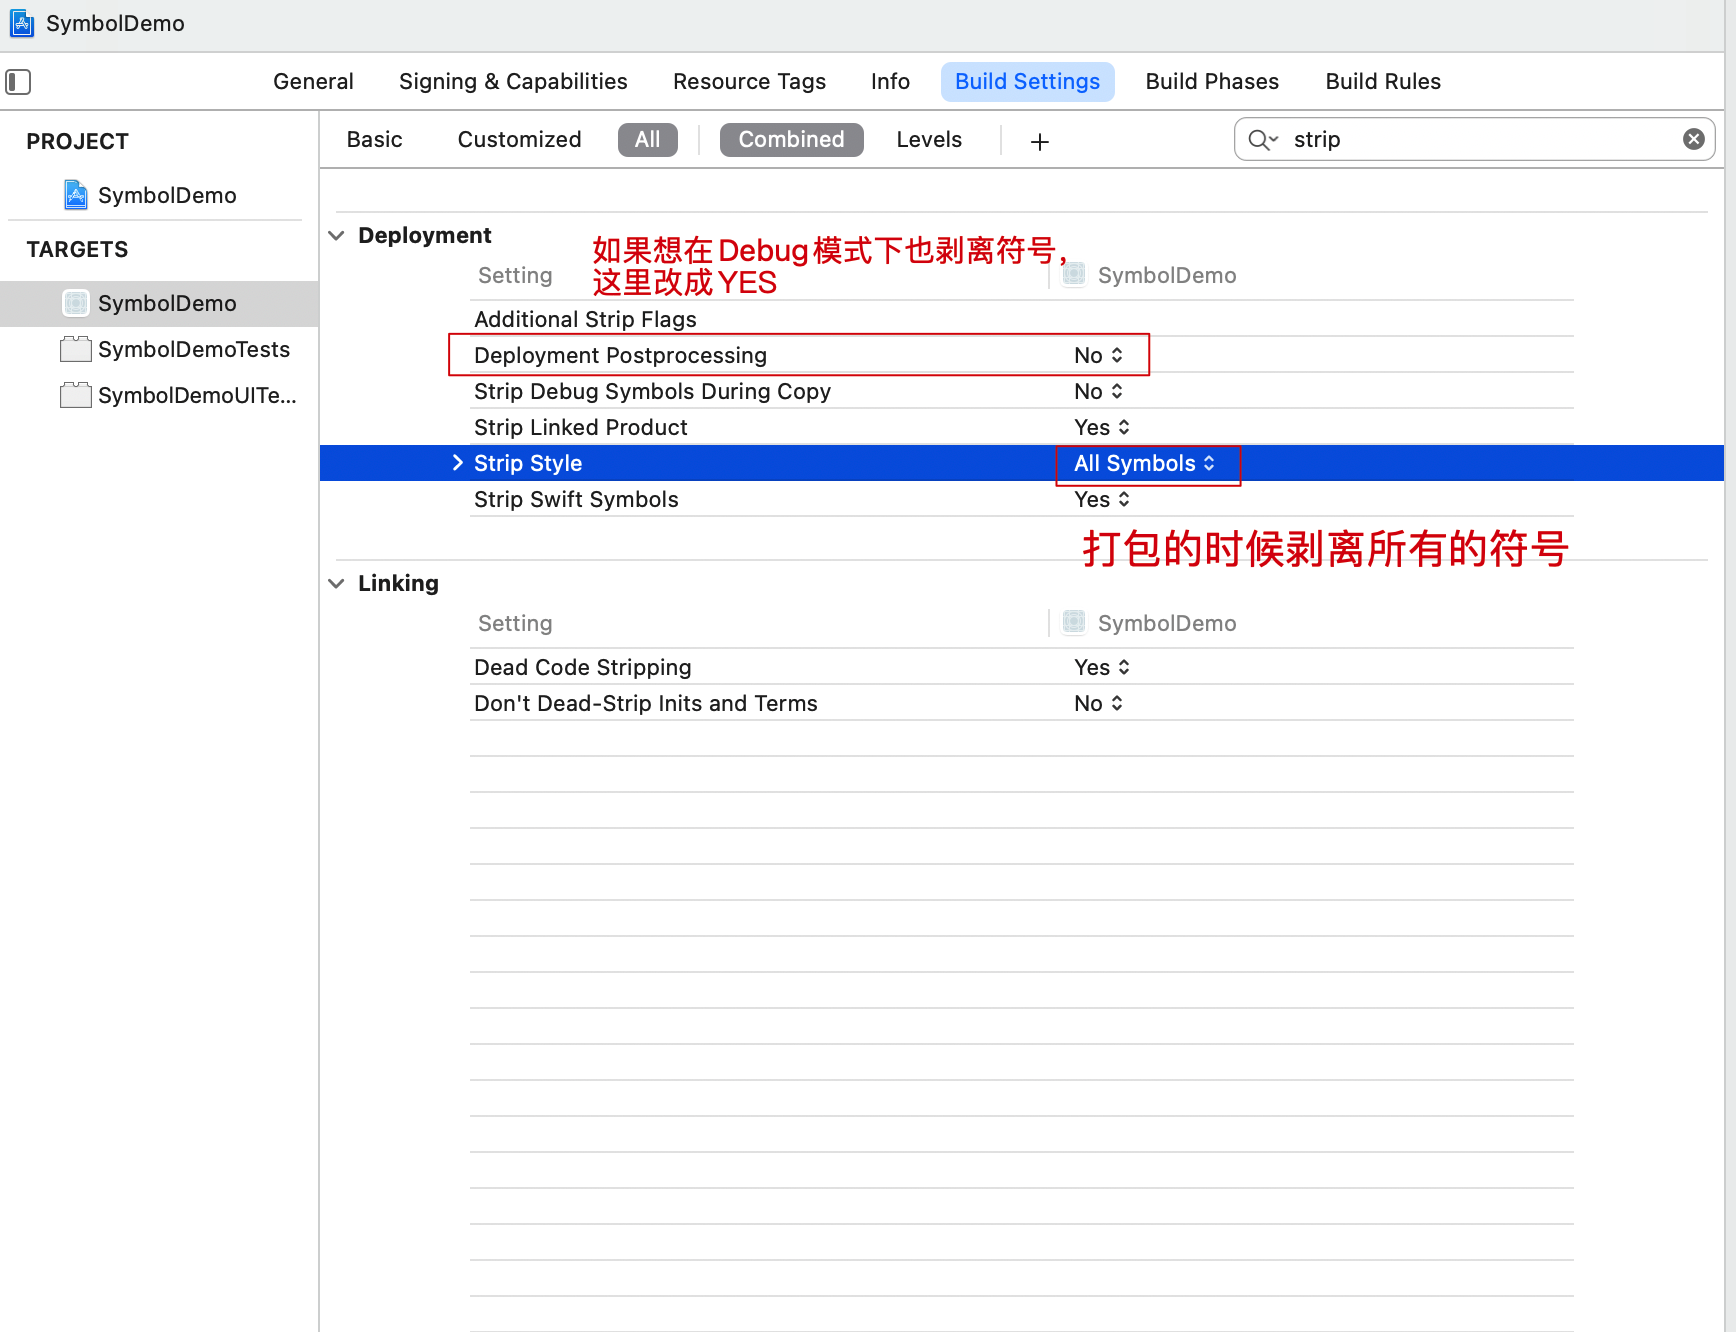 SymbolDemo
General Signing & Capabilities Resource Tags Info Build Settings Build Phases Build Rules
PROJECT
SymbolDemo
TARGETS
SymbolDemo
SymbolDemoTests
SymbolDemoUITe...
Basic Customized All Combined Levels + strip
Deployment
如果想在Debug模式下也剥离符号,
这里改成YES
Setting SymbolDemo
Additional Strip Flags
Deployment Postprocessing No
Strip Debug Symbols During Copy No
Strip Linked Product Yes
Strip Style All Symbols
Strip Swift Symbols Yes
打包的时候剥离所有的符号
Linking
Setting SymbolDemo
Dead Code Stripping Yes
Don't Dead-Strip Inits and Terms No